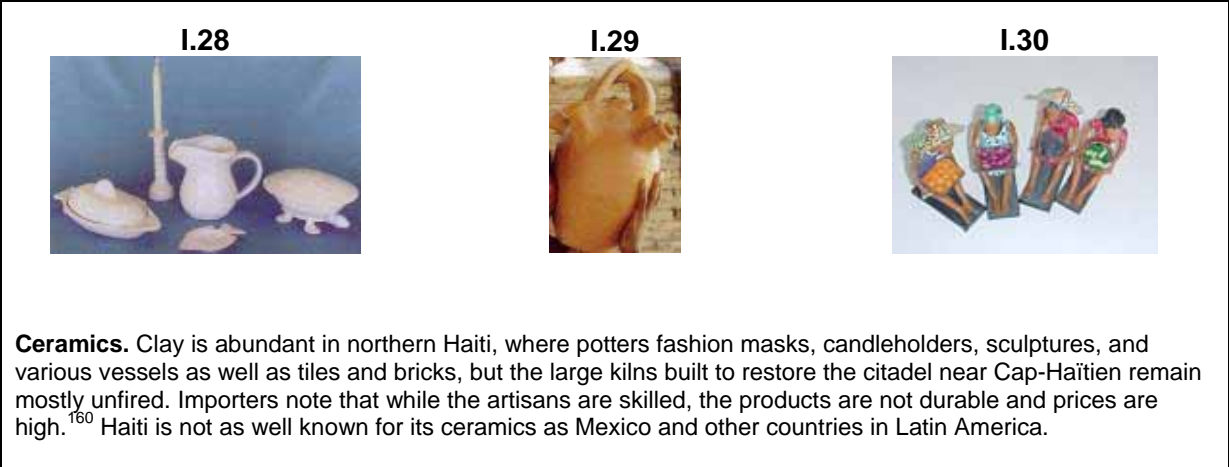 I.28 I.29 I.30
Ceramics. Clay is abundant in northern Haiti, where potters fashion masks, candleholders, sculptures, and
various vessels as well as tiles and bricks, but the large kilns built to restore the citadel near Cap-Haïtien remain
mostly unfired. Importers note that while the artisans are skilled, the products are not durable and prices are
high.160 Haiti is not as well known for its ceramics as Mexico and other countries in Latin America.